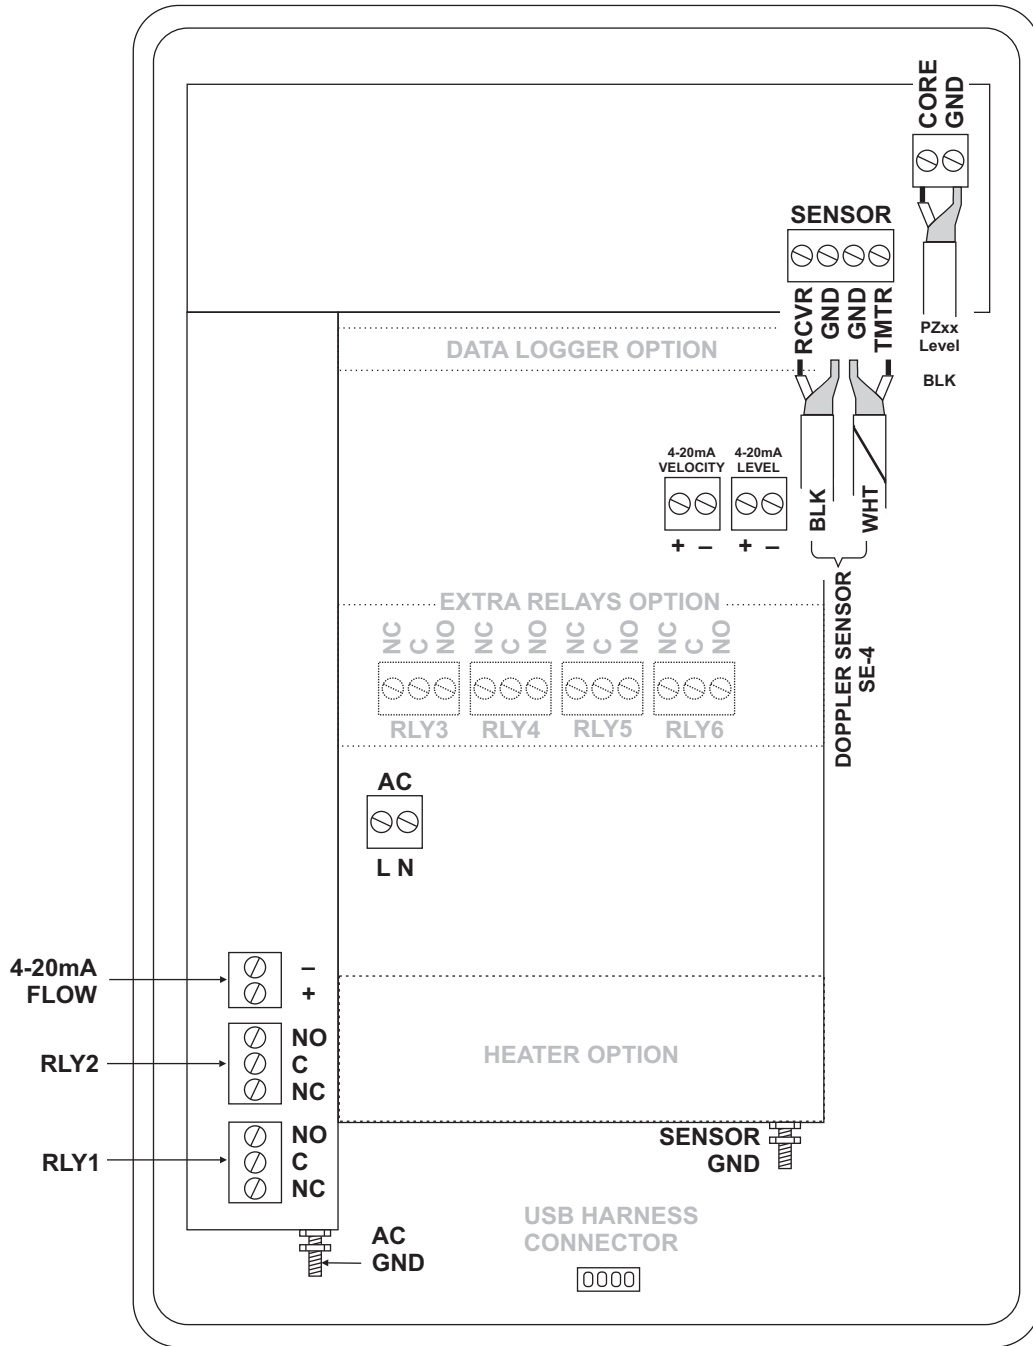 CORE
GND
SENSOR
RCVR
GND
GND
TMTR
PZxx
Level
BLK
DATA LOGGER OPTION
4-20mA
VELOCITY
4-20mA
LEVEL
+ –
+ –
BLK
WHT
DOPPLER SENSOR
SE-4
EXTRA RELAYS OPTION
NC
C
NO
NC
C
NO
NC
C
NO
NC
C
NO
RLY3
RLY4
RLY5
RLY6
AC
L N
4-20mA
FLOW
–
+
RLY2
NO
C
NC
HEATER OPTION
RLY1
NO
C
NC
SENSOR
GND
AC
GND
USB HARNESS
CONNECTOR